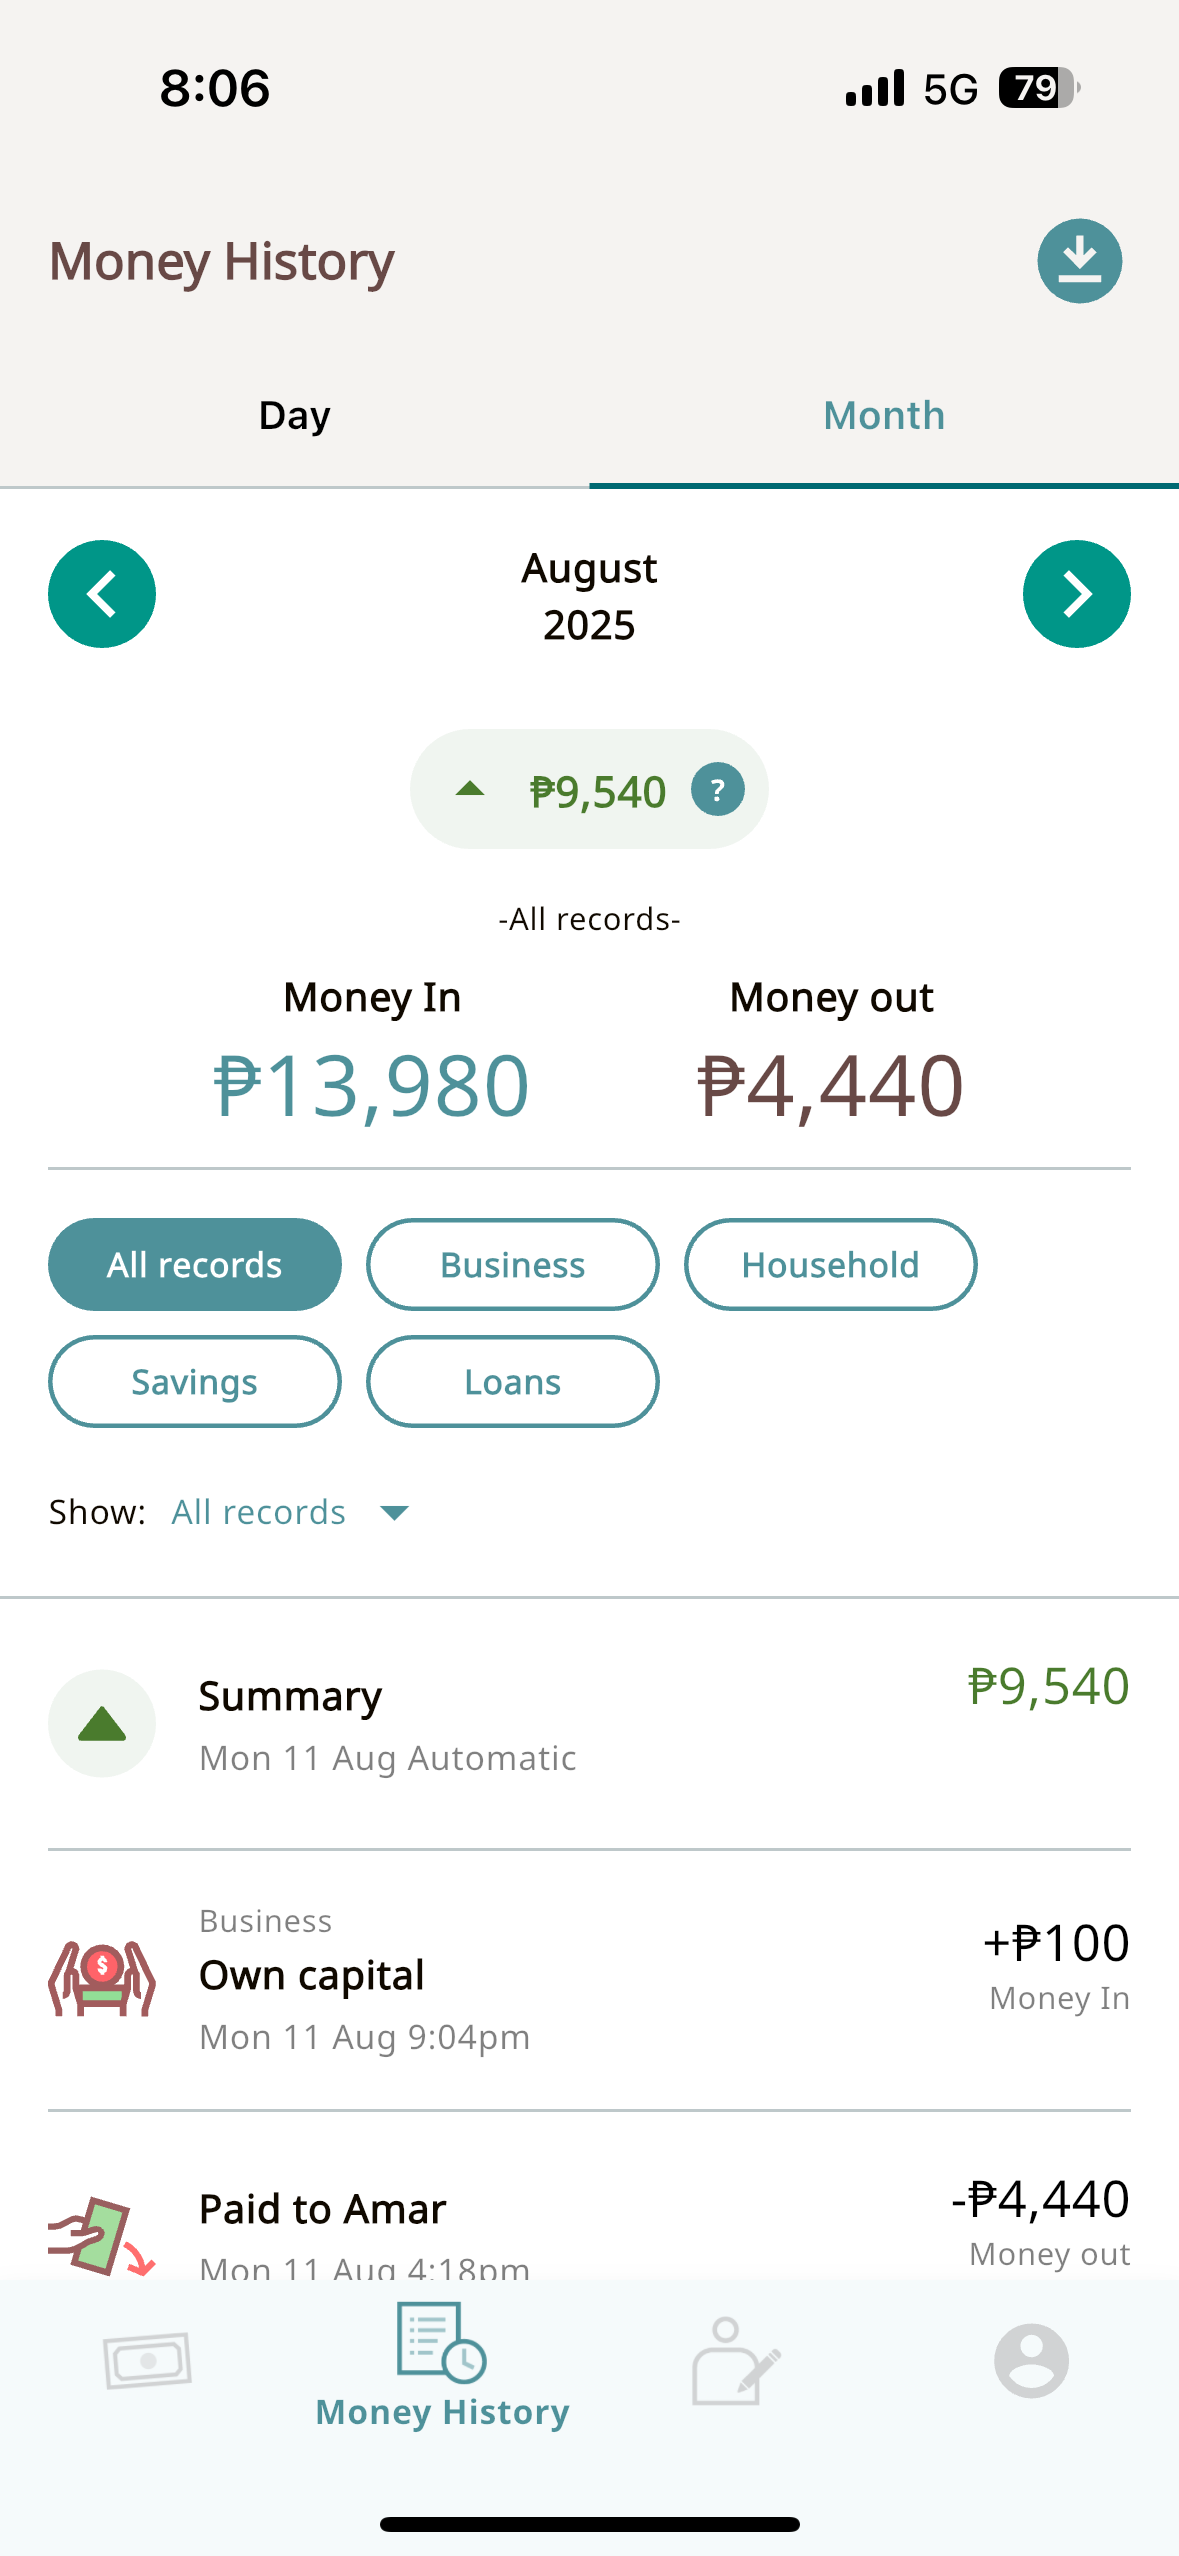 8:06
5G 79
Money History
Day Month
August
2025
₱9,540 ?
-All records-
Money In Money out
₱13,980 ₱4,440
All records Business Household
Savings Loans
Show: All records
Summary ₱9,540
Mon 11 Aug Automatic
Business
Own capital +₱100
Money In
Mon 11 Aug 9:04pm
Paid to Amar -₱4,440
Money out
Mon 11 Aug 4:18pm
Money History